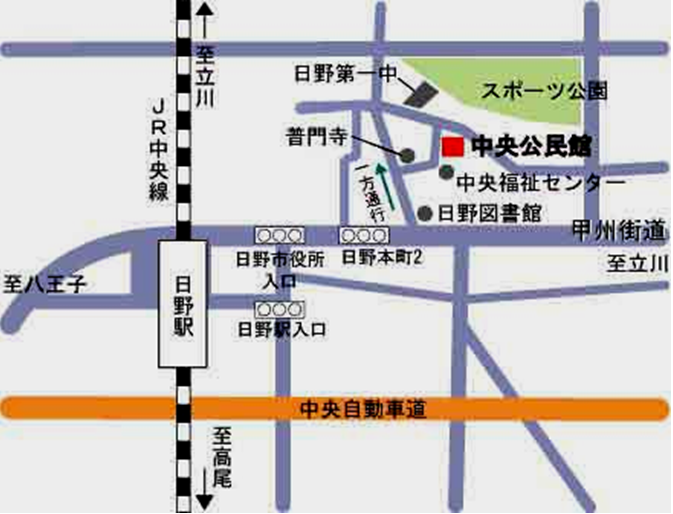 至立川
JR中央線
日野第一中
スポーツ公園
普門寺
中央公民館
中央福祉センター
一方通行
日野図書館
甲州街道
至立川
日野市役所
入口
日野本町2
至八王子
日野駅
日野駅入口
中央自動車道
至高尾